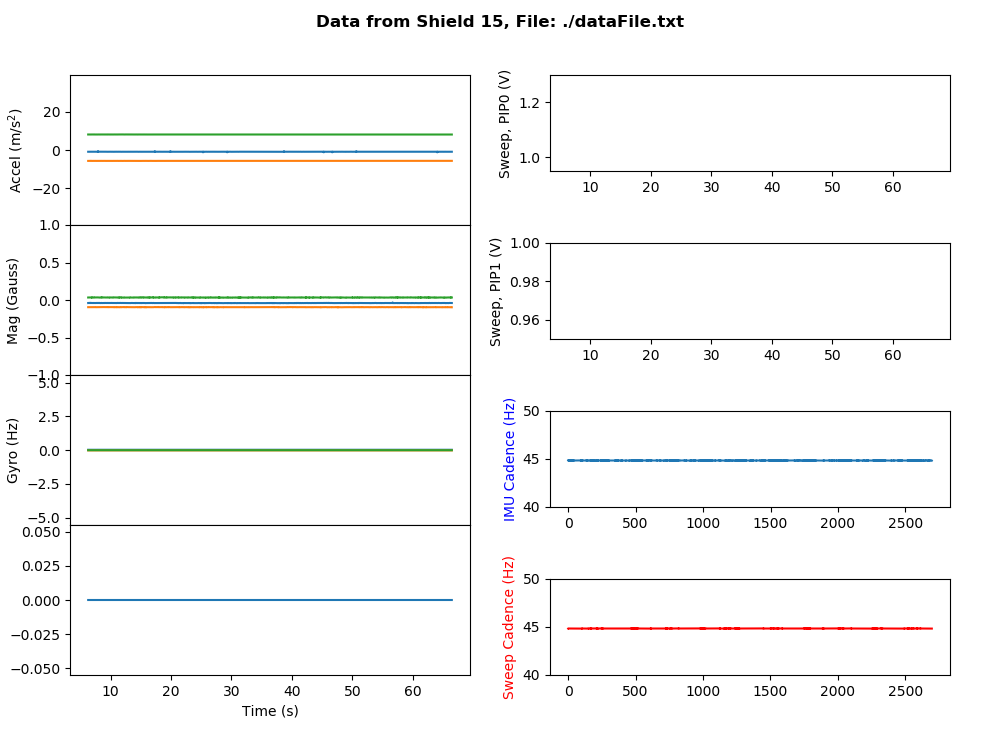 Data from Shield 15, File: ./dataFile.txt
Accel (m/s²)
20
0
−20
1.0
Mag (Gauss)
0.5
0.0
−0.5
−1.0
Gyro (Hz)
5.0
2.5
0.0
−2.5
−5.0
0.050
0.025
0.000
−0.025
−0.050
10 20 30 40 50 60
Time (s)
Sweep, PIP0 (V)
1.2
1.0
10 20 30 40 50 60
Sweep, PIP1 (V)
1.00
0.98
0.96
10 20 30 40 50 60
IMU Cadence (Hz)
50
45
40
0 500 1000 1500 2000 2500
Sweep Cadence (Hz)
50
45
40
0 500 1000 1500 2000 2500